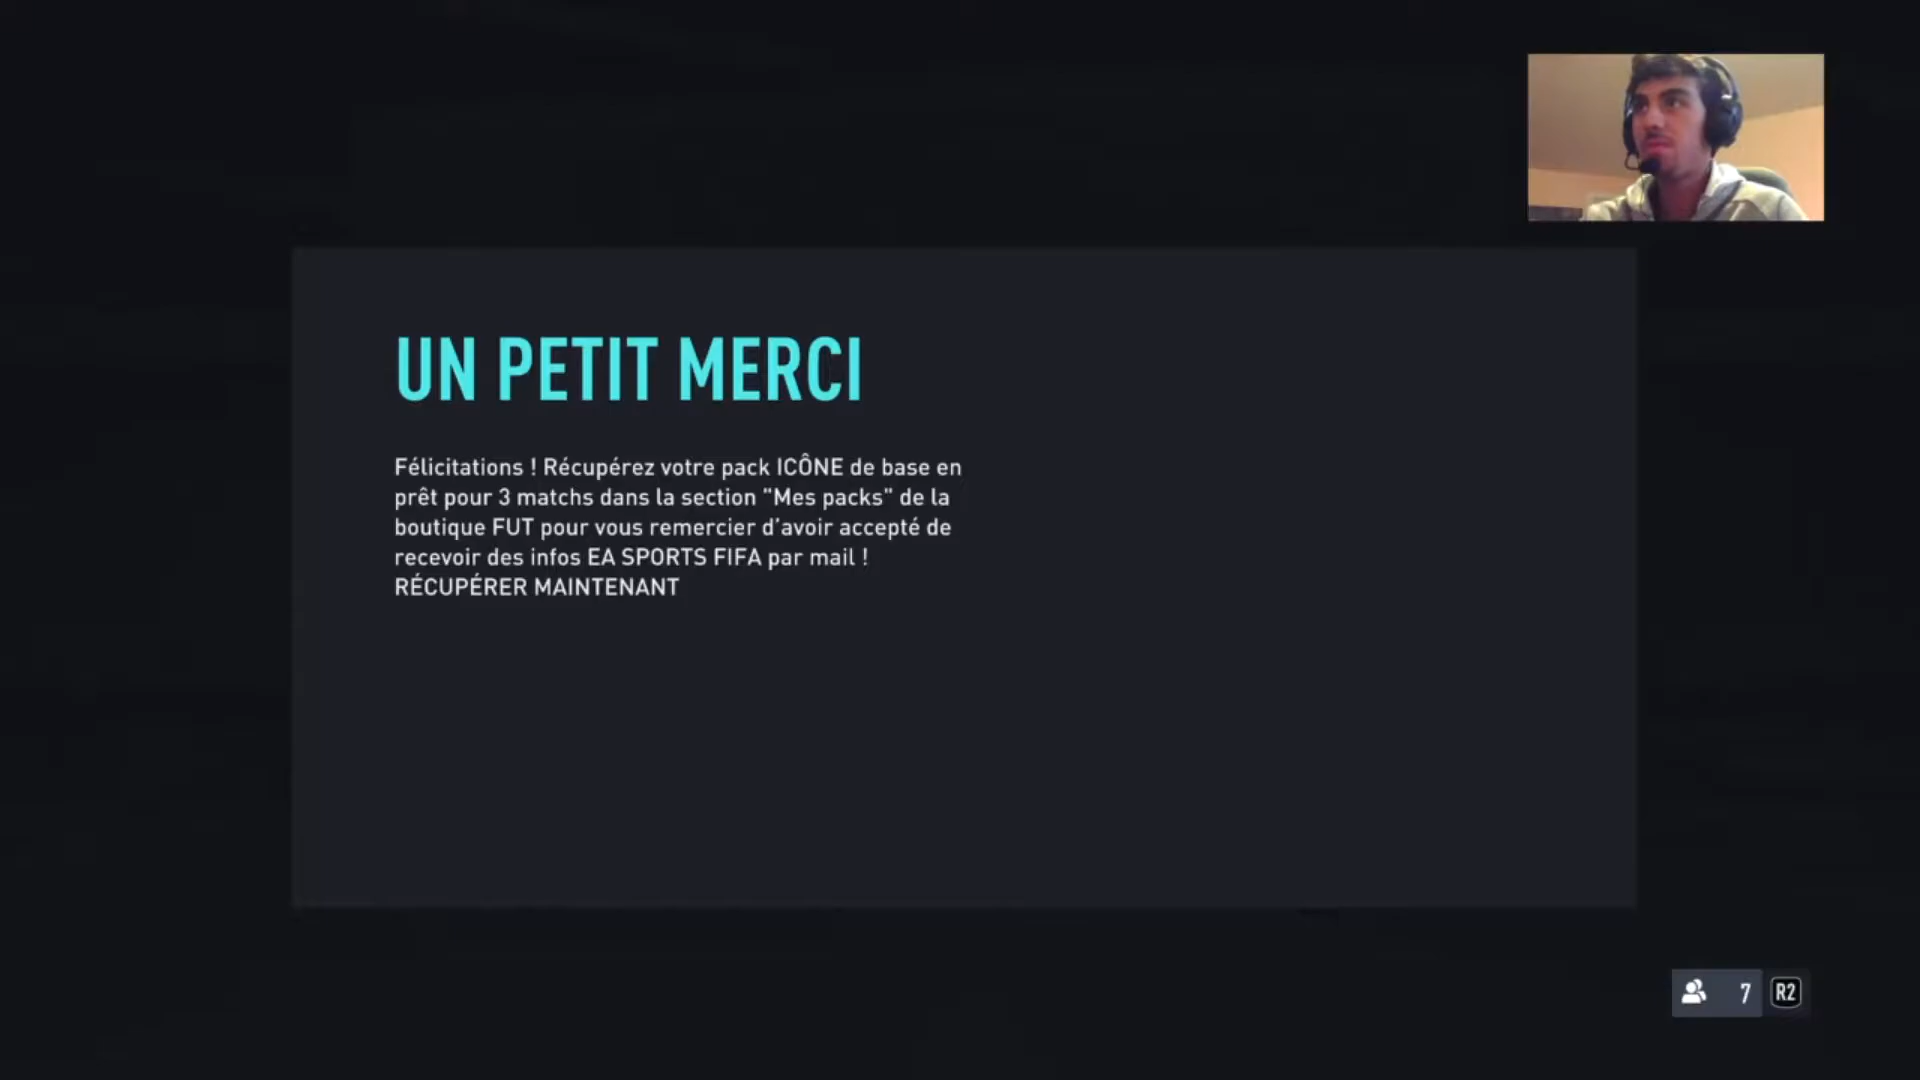 UN PETIT MERCI
Félicitations ! Récupérez votre pack ICÔNE de base en
prêt pour 3 matchs dans la section "Mes packs" de la
boutique FUT pour vous remercier d'avoir accepté de
recevoir des infos EA SPORTS FIFA par mail !
RÉCUPÉRER MAINTENANT
7 R2